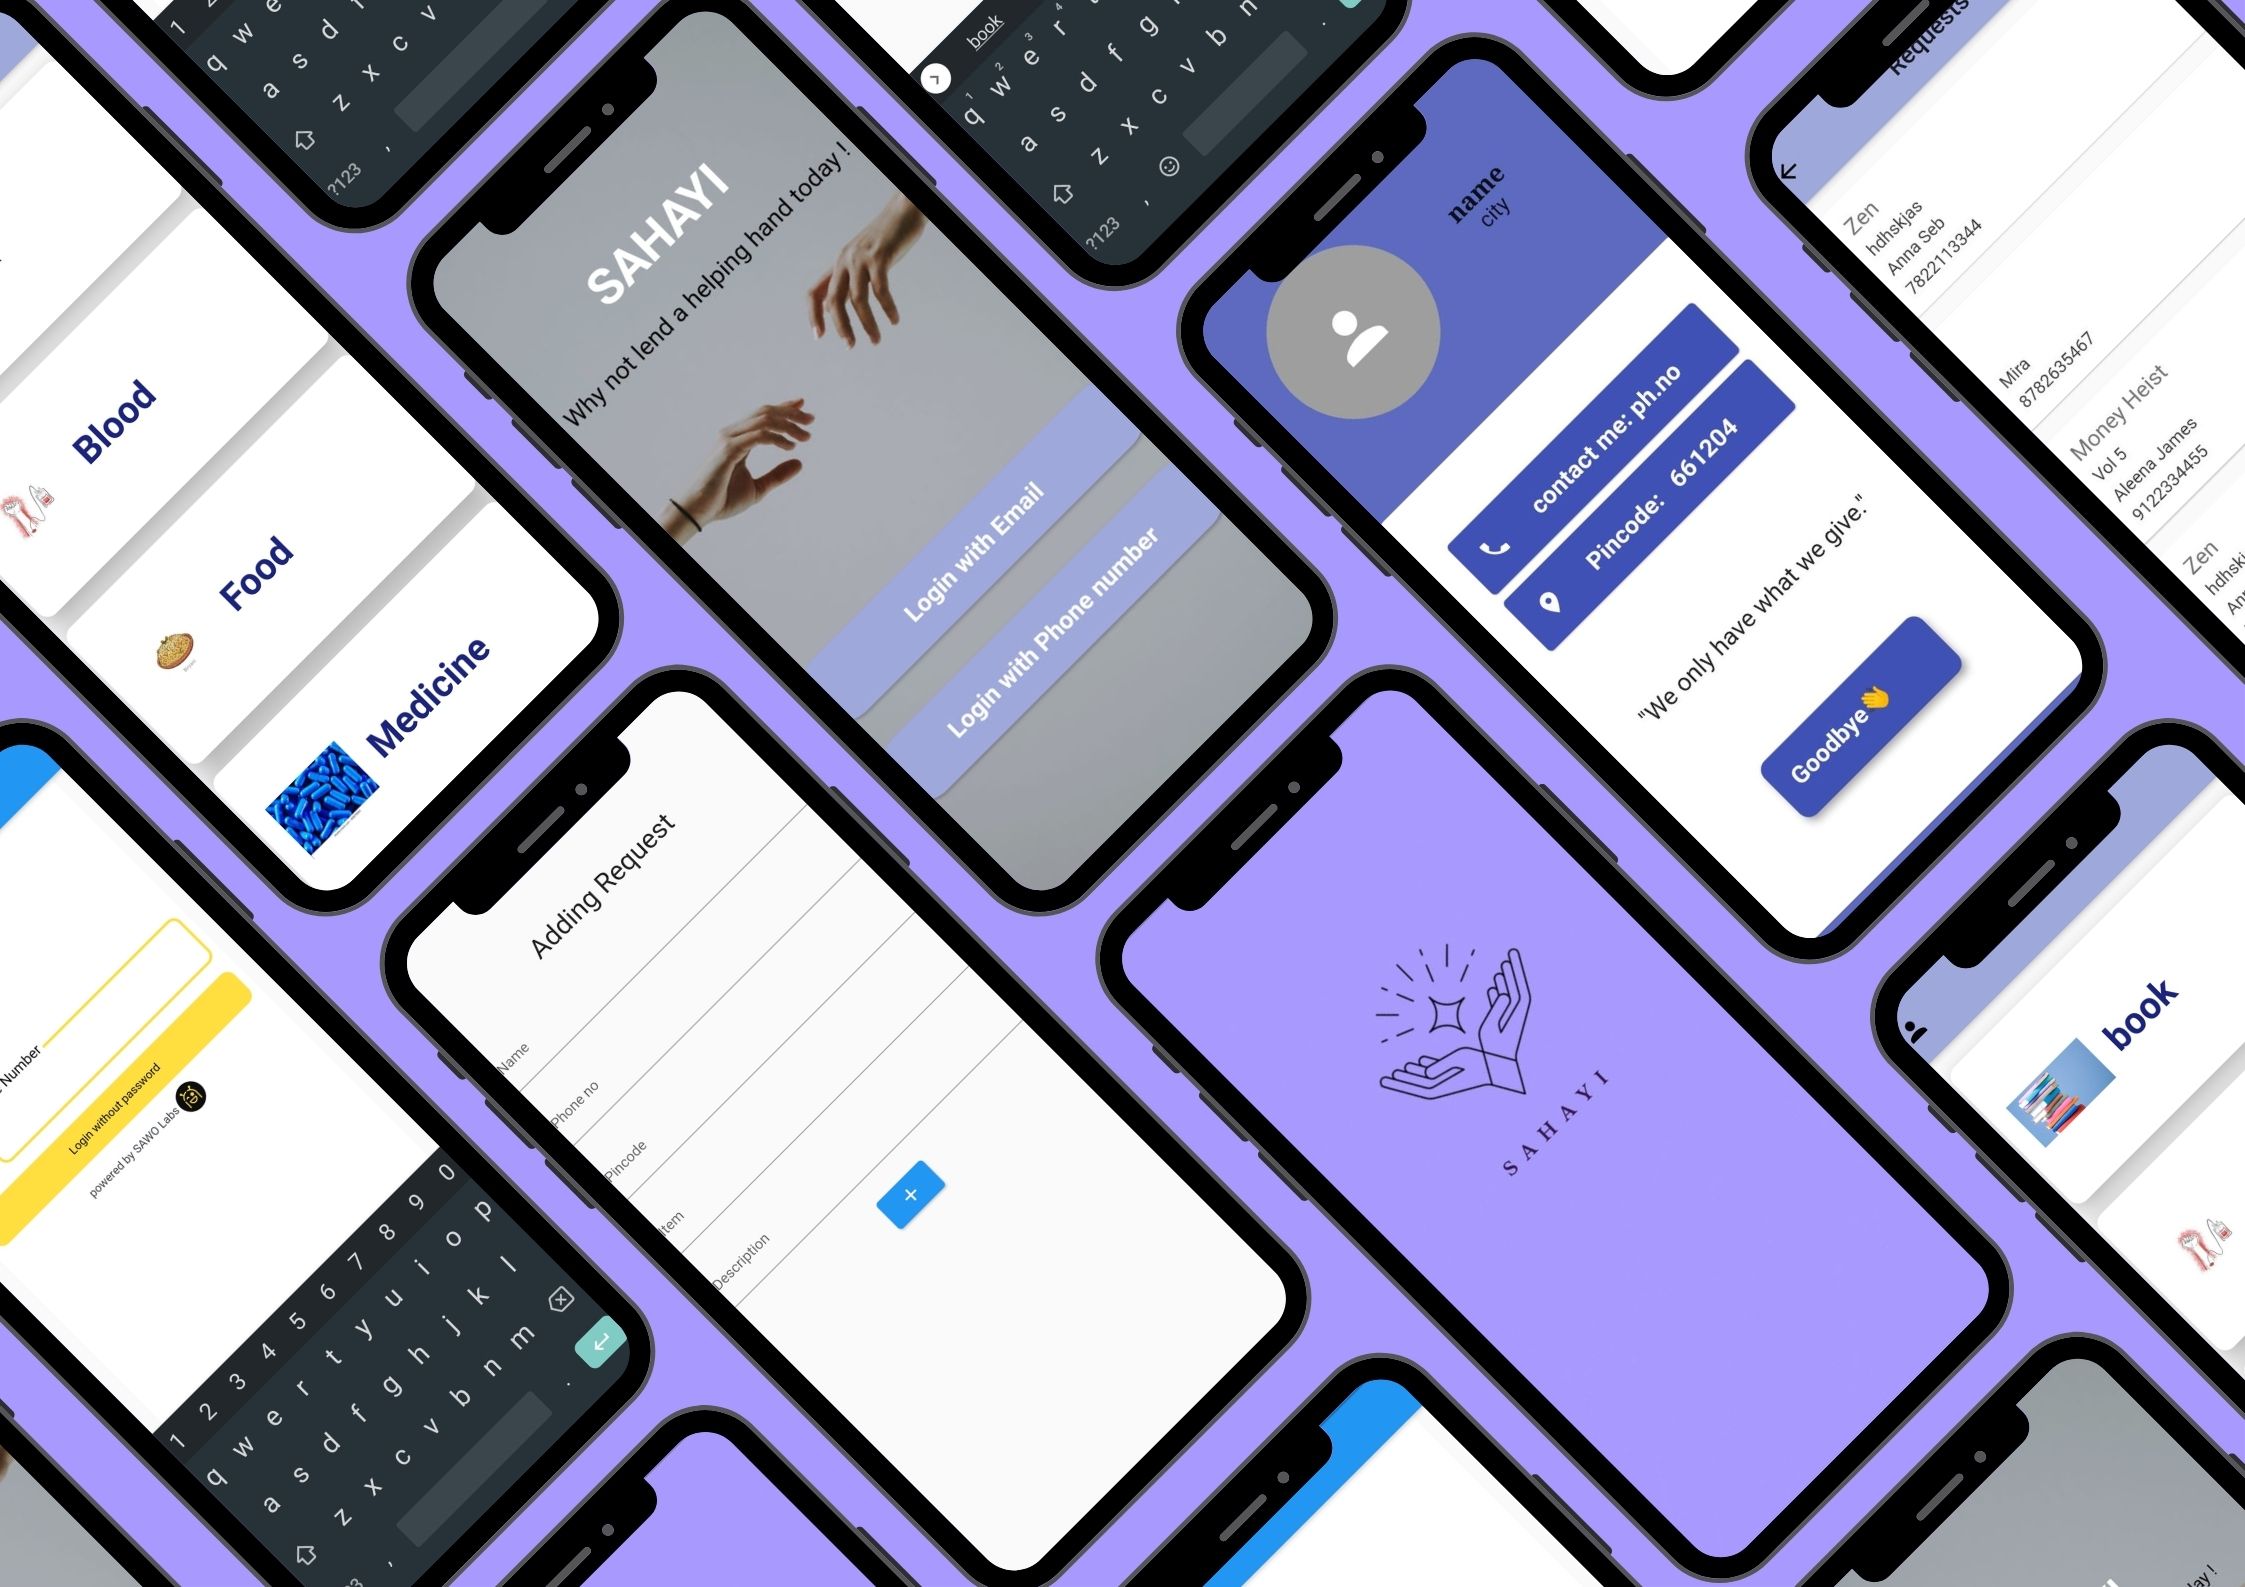 1
q w e
a s d
z x c v
?123 ,
book
q w e r
1 2 3 4
a s d f g
z x c v b n
?123 , .
Requests
Zen
hdhskjas
Anna Seb
7822113344
Mira
8782635467
Money Heist
Vol 5
Aleena James
9122334455
Zen
Blood
Food
Medicine
SAHAYI
Why not lend a helping hand today !
Login with Email
Login with Phone number
name
city
contact me: ph.no
Pincode: 661204
"We only have what we give."
Goodbye👋
Number
Login without password
powered by SAWO Labs
1 2 3 4 5 6 7 8 9 0
q w e r t y u i o p
a s d f g h j k l
z x c v b n m
, .
Adding Request
Name
Phone no
Pincode
Item
Description
+
SAHAYI
book